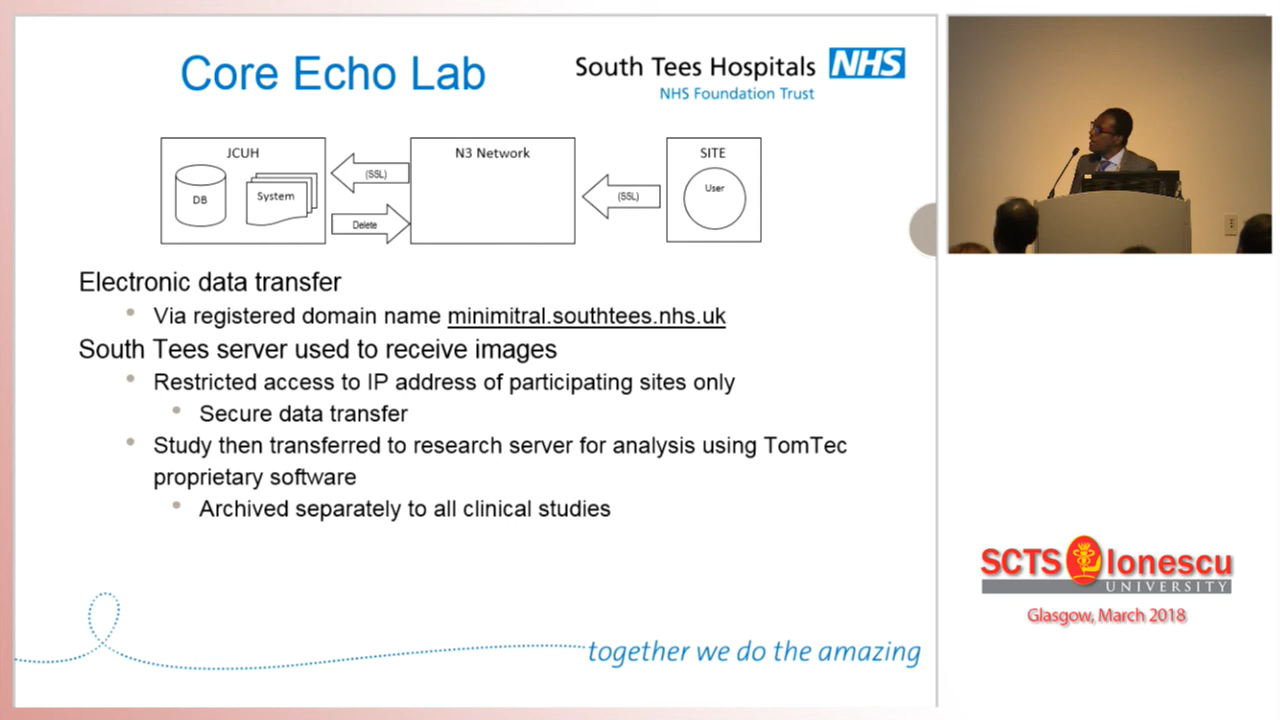 Core Echo Lab
South Tees Hospitals NHS
NHS Foundation Trust
JCUH
DB
System
(SSL)
Delete
N3 Network
(SSL)
SITE
User
Electronic data transfer
Via registered domain name minimitral.southtees.nhs.uk
South Tees server used to receive images
Restricted access to IP address of participating sites only
Secure data transfer
Study then transferred to research server for analysis using TomTec
proprietary software
Archived separately to all clinical studies
together we do the amazing
SCTS Ionescu
UNIVERSITY
Glasgow, March 2018